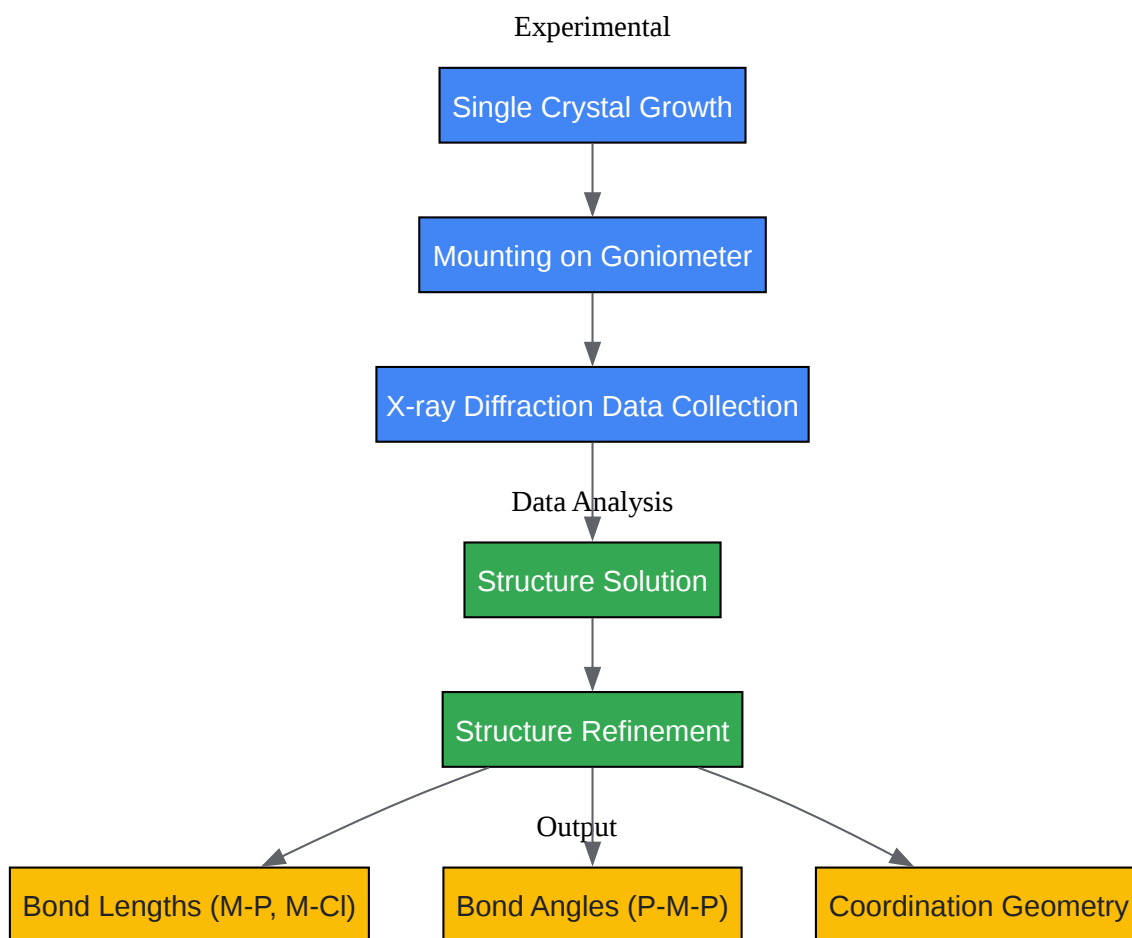 Experimental
Single Crystal Growth
Mounting on Goniometer
X-ray Diffraction Data Collection
Data Analysis
Structure Solution
Structure Refinement
Output
Bond Lengths (M-P, M-Cl)
Bond Angles (P-M-P)
Coordination Geometry